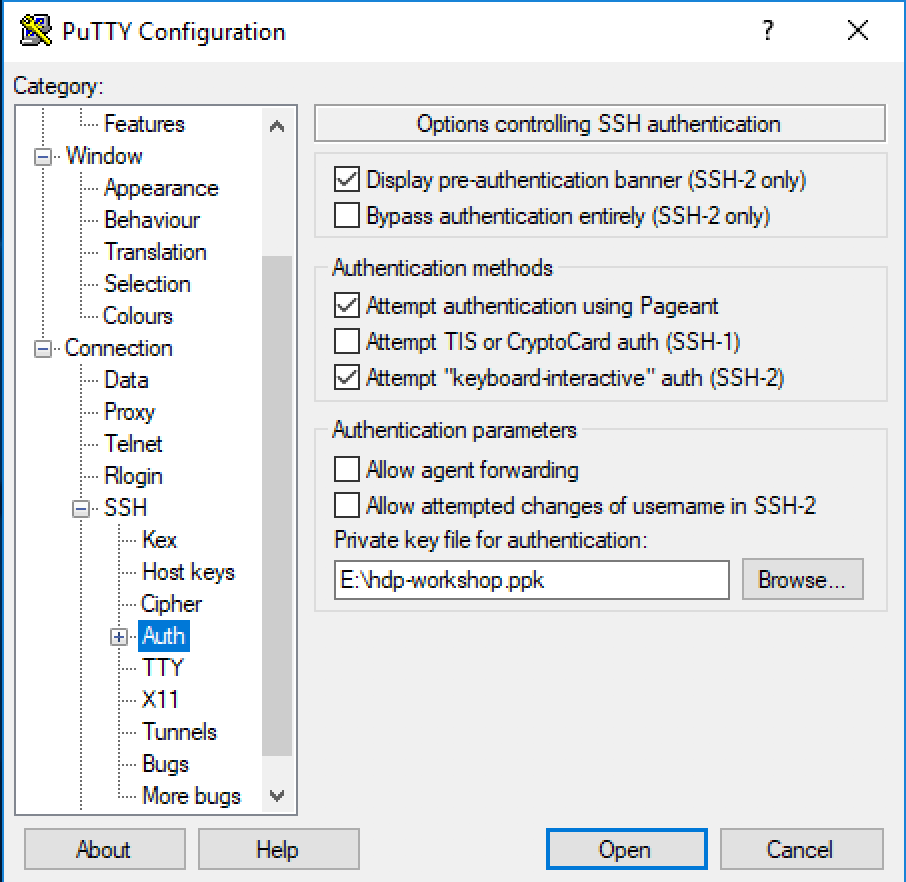 PuTTY Configuration
?
Category:
Features
Window
Appearance
Behaviour
Translation
Selection
Colours
Connection
Data
Proxy
Telnet
Rlogin
SSH
Kex
Host keys
Cipher
Auth
TTY
X11
Tunnels
Bugs
More bugs
Options controlling SSH authentication
Display pre-authentication banner (SSH-2 only)
Bypass authentication entirely (SSH-2 only)
Authentication methods
Attempt authentication using Pageant
Attempt TIS or CryptoCard auth (SSH-1)
Attempt "keyboard-interactive" auth (SSH-2)
Authentication parameters
Allow agent forwarding
Allow attempted changes of username in SSH-2
Private key file for authentication:
E:\hdp-workshop.ppk
Browse...
About
Help
Open
Cancel